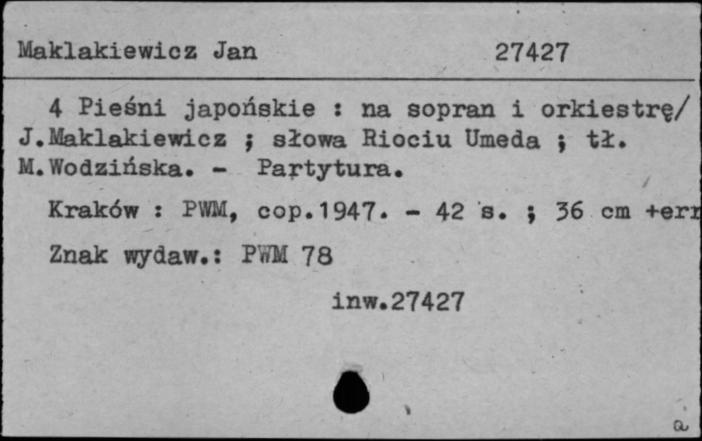 Maklakiewicz Jan 27427
4 Pieśni japońskie : na sopran i orkiestrę/
J.Maklakiewicz ; słowa Riociu Umeda ; tł.
M.Wodzińska. - Partytura.
Kraków : PWM, cop.1947. - 42 s. ; 36 cm +err
Znak wydaw.: PWM 78
inw.27427
a